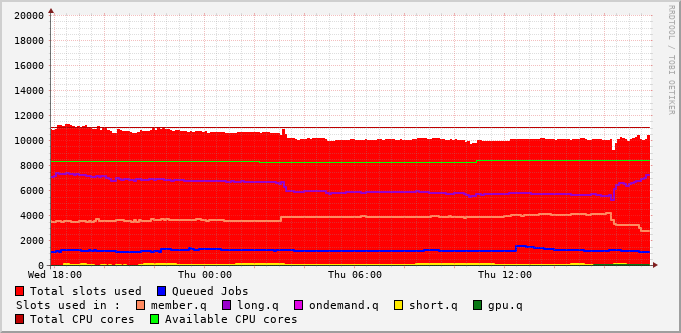 20000
18000
16000
14000
12000
10000
8000
6000
4000
2000
0
Wed 18:00 Thu 00:00 Thu 06:00 Thu 12:00
Total slots used Queued Jobs
Slots used in : member.q long.q ondemand.q short.q gpu.q
Total CPU cores Available CPU cores
RRDTOOL / TOBI OETIKER